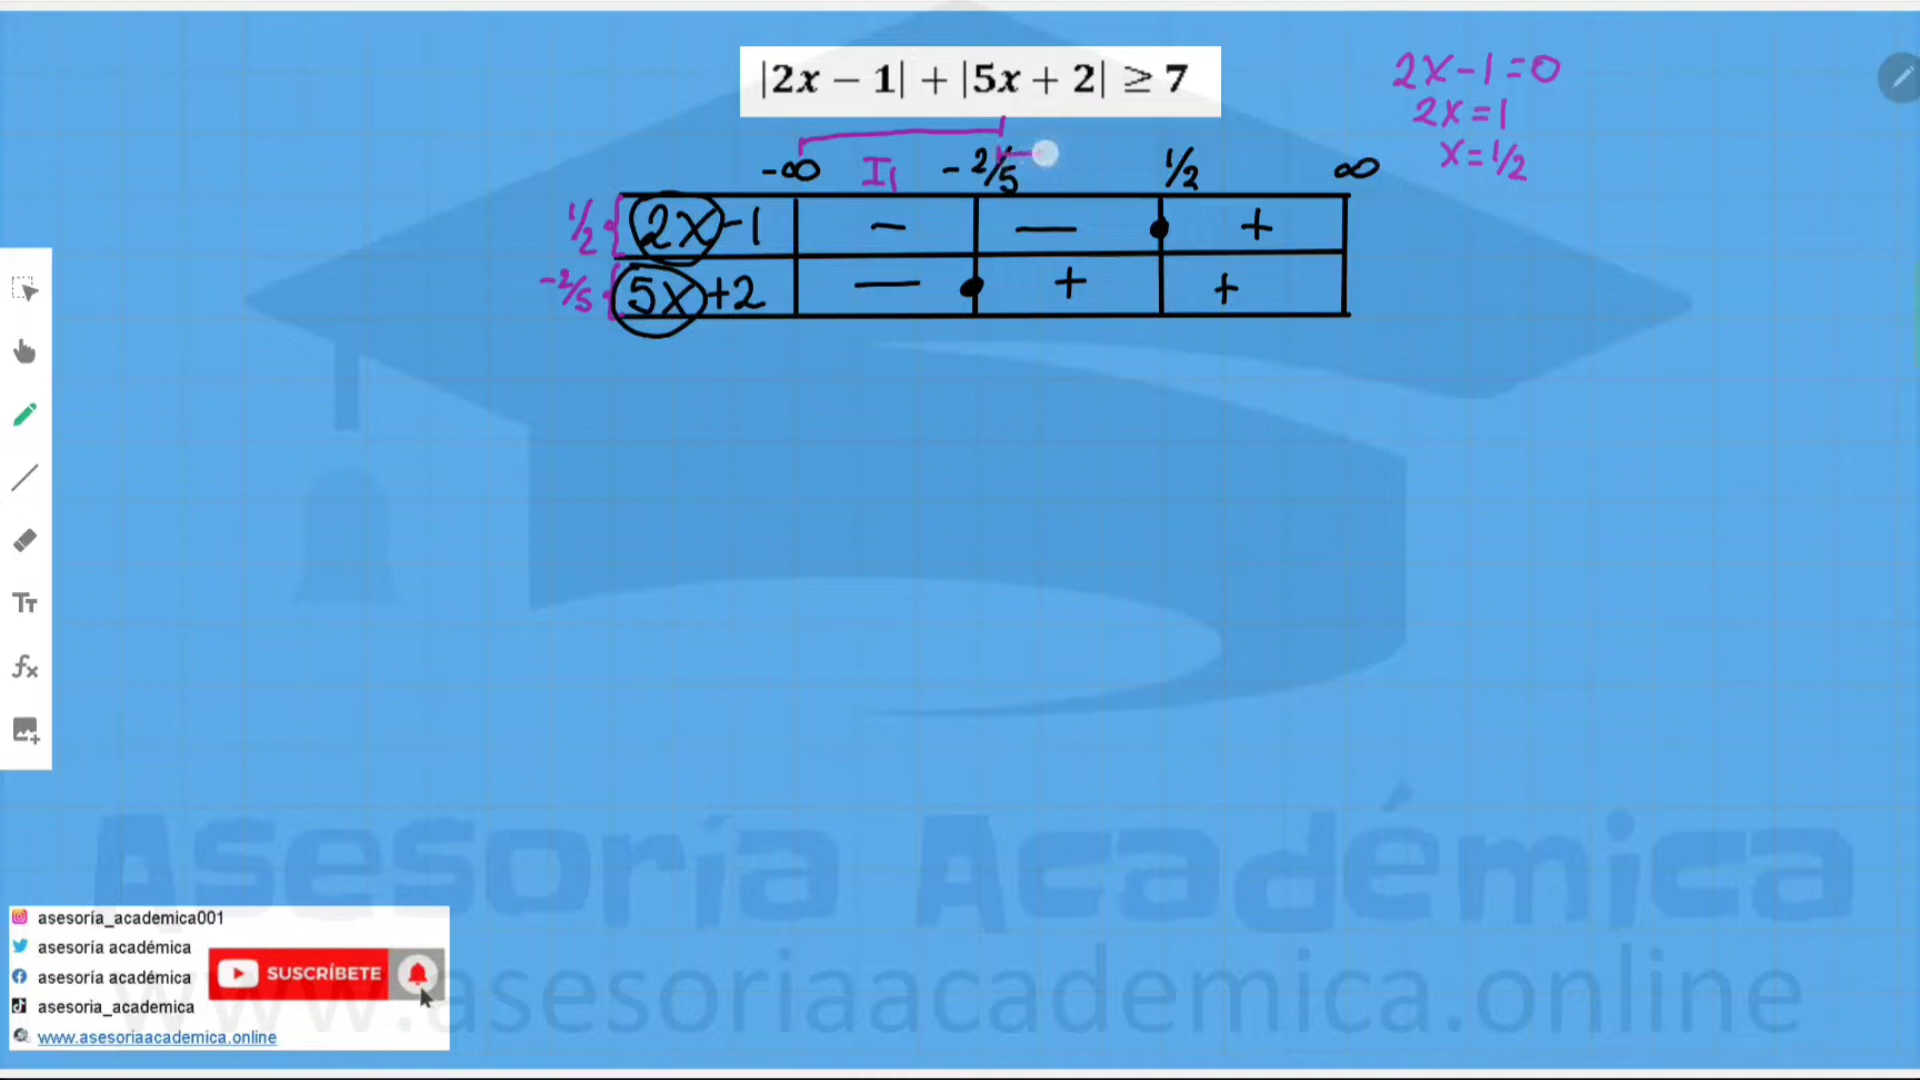 |2x − 1| + |5x + 2| ≥ 7
2x-1=0
2x=1
x=1/2
-∞ I1 -2/5 1/2 ∞
1/2 { 2x-1 - - +
-2/5 { 5x+2 - + +
Tт
fx
Asesoría Académica
www.asesoriaacademica.online
asesoría_academica001
asesoría académica
asesoría académica
asesoria_academica
www.asesoriaacademica.online
SUSCRÍBETE